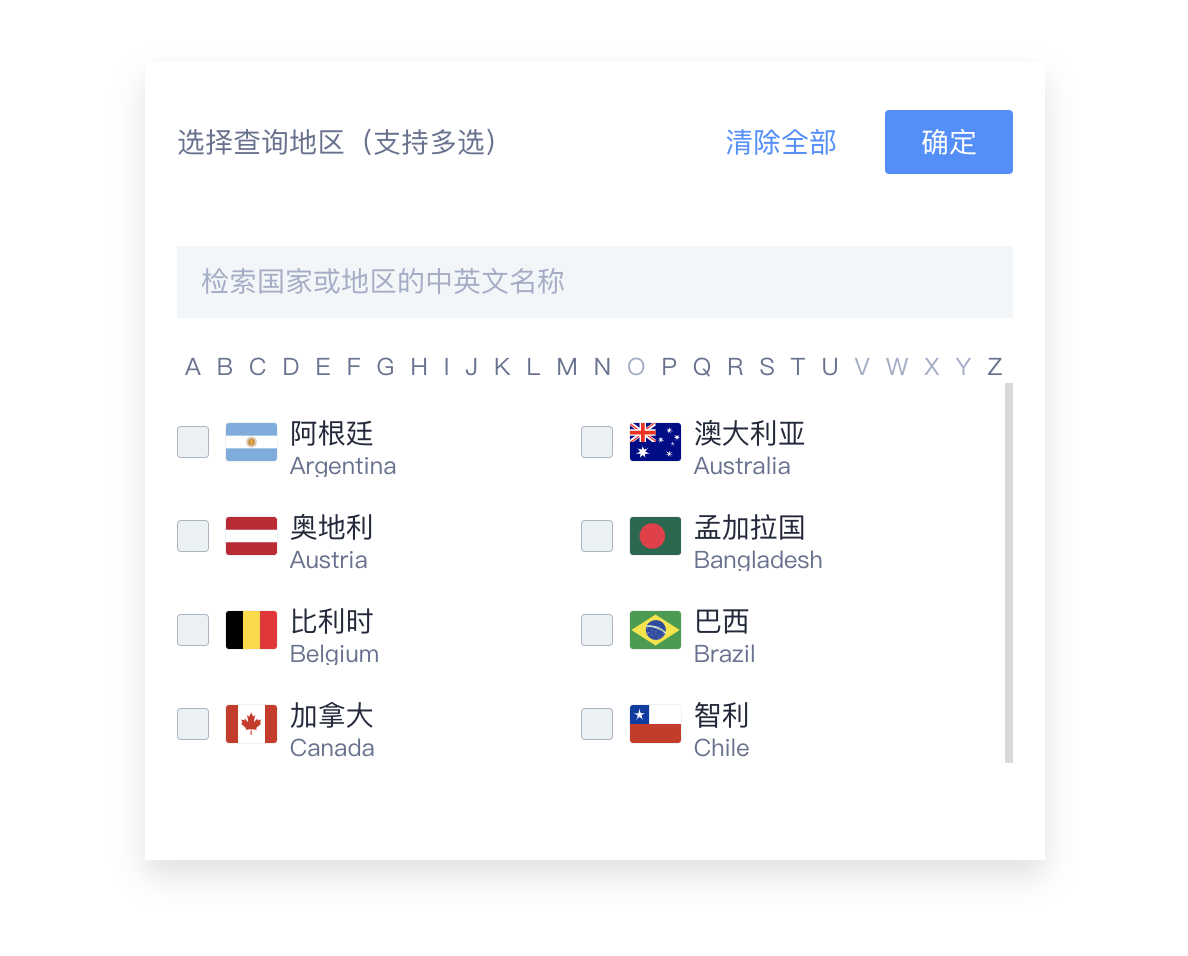 选择查询地区（支持多选）
清除全部
确定
检索国家或地区的中英文名称
A B C D E F G H I J K L M N O P Q R S T U V W X Y Z
阿根廷
Argentina
澳大利亚
Australia
奥地利
Austria
孟加拉国
Bangladesh
比利时
Belgium
巴西
Brazil
加拿大
Canada
智利
Chile